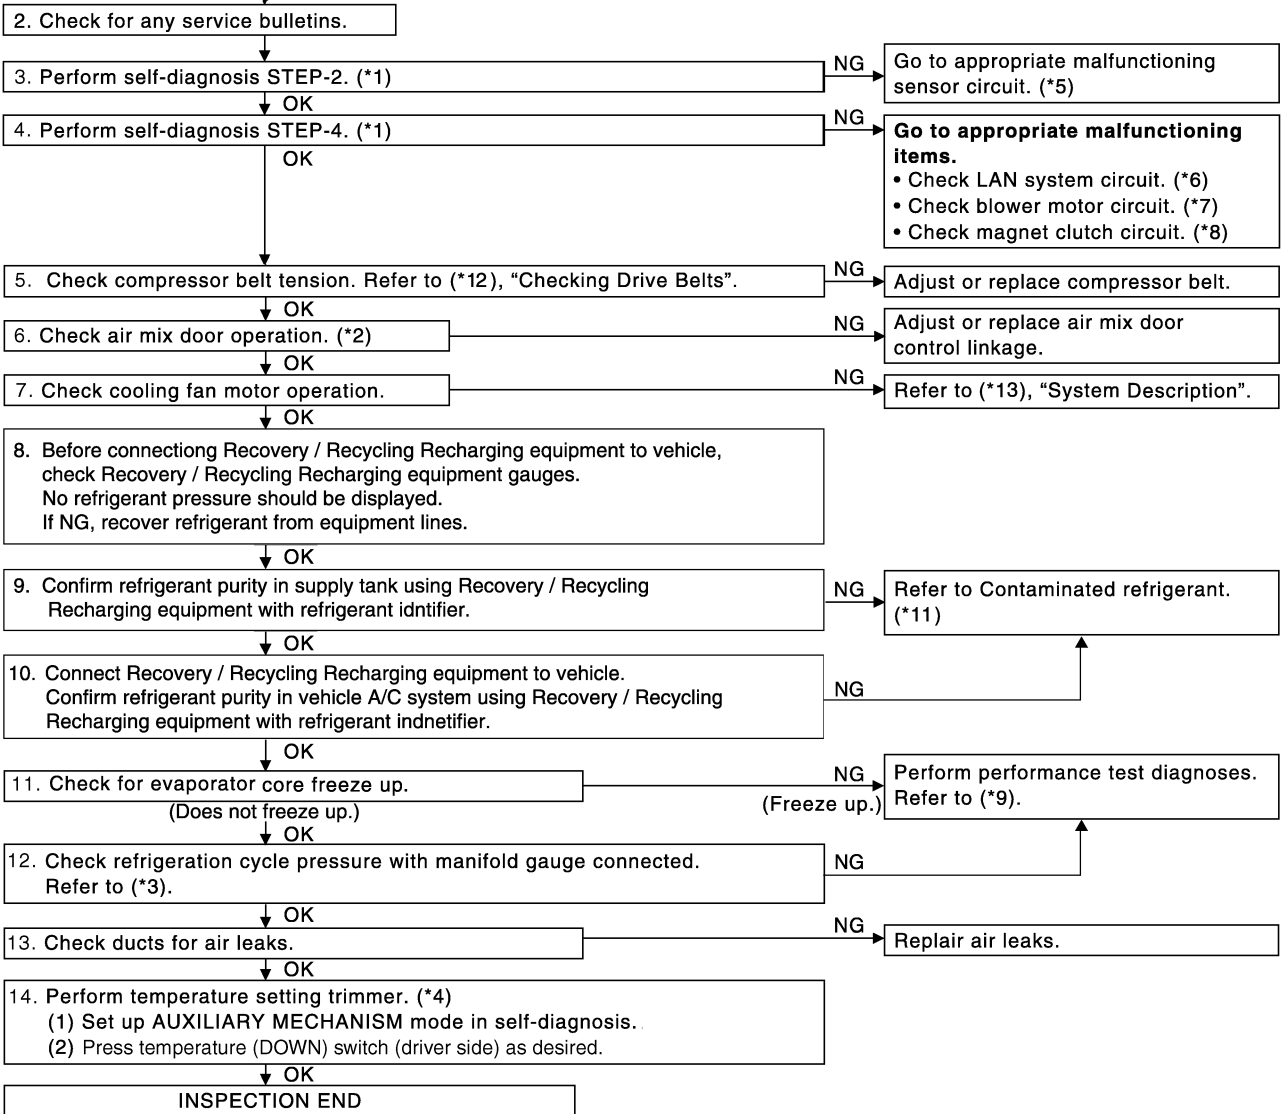 2. Check for any service bulletins.
3. Perform self-diagnosis STEP-2. (*1)
NG
Go to appropriate malfunctioning
sensor circuit. (*5)
OK
4. Perform self-diagnosis STEP-4. (*1)
NG
Go to appropriate malfunctioning
items.
• Check LAN system circuit. (*6)
• Check blower motor circuit. (*7)
• Check magnet clutch circuit. (*8)
OK
5. Check compressor belt tension. Refer to (*12), “Checking Drive Belts”.
NG
Adjust or replace compressor belt.
OK
6. Check air mix door operation. (*2)
NG
Adjust or replace air mix door
control linkage.
OK
7. Check cooling fan motor operation.
NG
Refer to (*13), “System Description”.
OK
8. Before connectiong Recovery / Recycling Recharging equipment to vehicle,
check Recovery / Recycling Recharging equipment gauges.
No refrigerant pressure should be displayed.
If NG, recover refrigerant from equipment lines.
OK
9. Confirm refrigerant purity in supply tank using Recovery / Recycling
Recharging equipment with refrigerant idntifier.
NG
Refer to Contaminated refrigerant.
(*11)
OK
10. Connect Recovery / Recycling Recharging equipment to vehicle.
Confirm refrigerant purity in vehicle A/C system using Recovery / Recycling
Recharging equipment with refrigerant indnetifier.
NG
OK
11. Check for evaporator core freeze up.
NG
(Freeze up.)
Perform performance test diagnoses.
Refer to (*9).
(Does not freeze up.)
OK
12. Check refrigeration cycle pressure with manifold gauge connected.
Refer to (*3).
NG
OK
13. Check ducts for air leaks.
NG
Replair air leaks.
OK
14. Perform temperature setting trimmer. (*4)
(1) Set up AUXILIARY MECHANISM mode in self-diagnosis.
(2) Press temperature (DOWN) switch (driver side) as desired.
OK
INSPECTION END